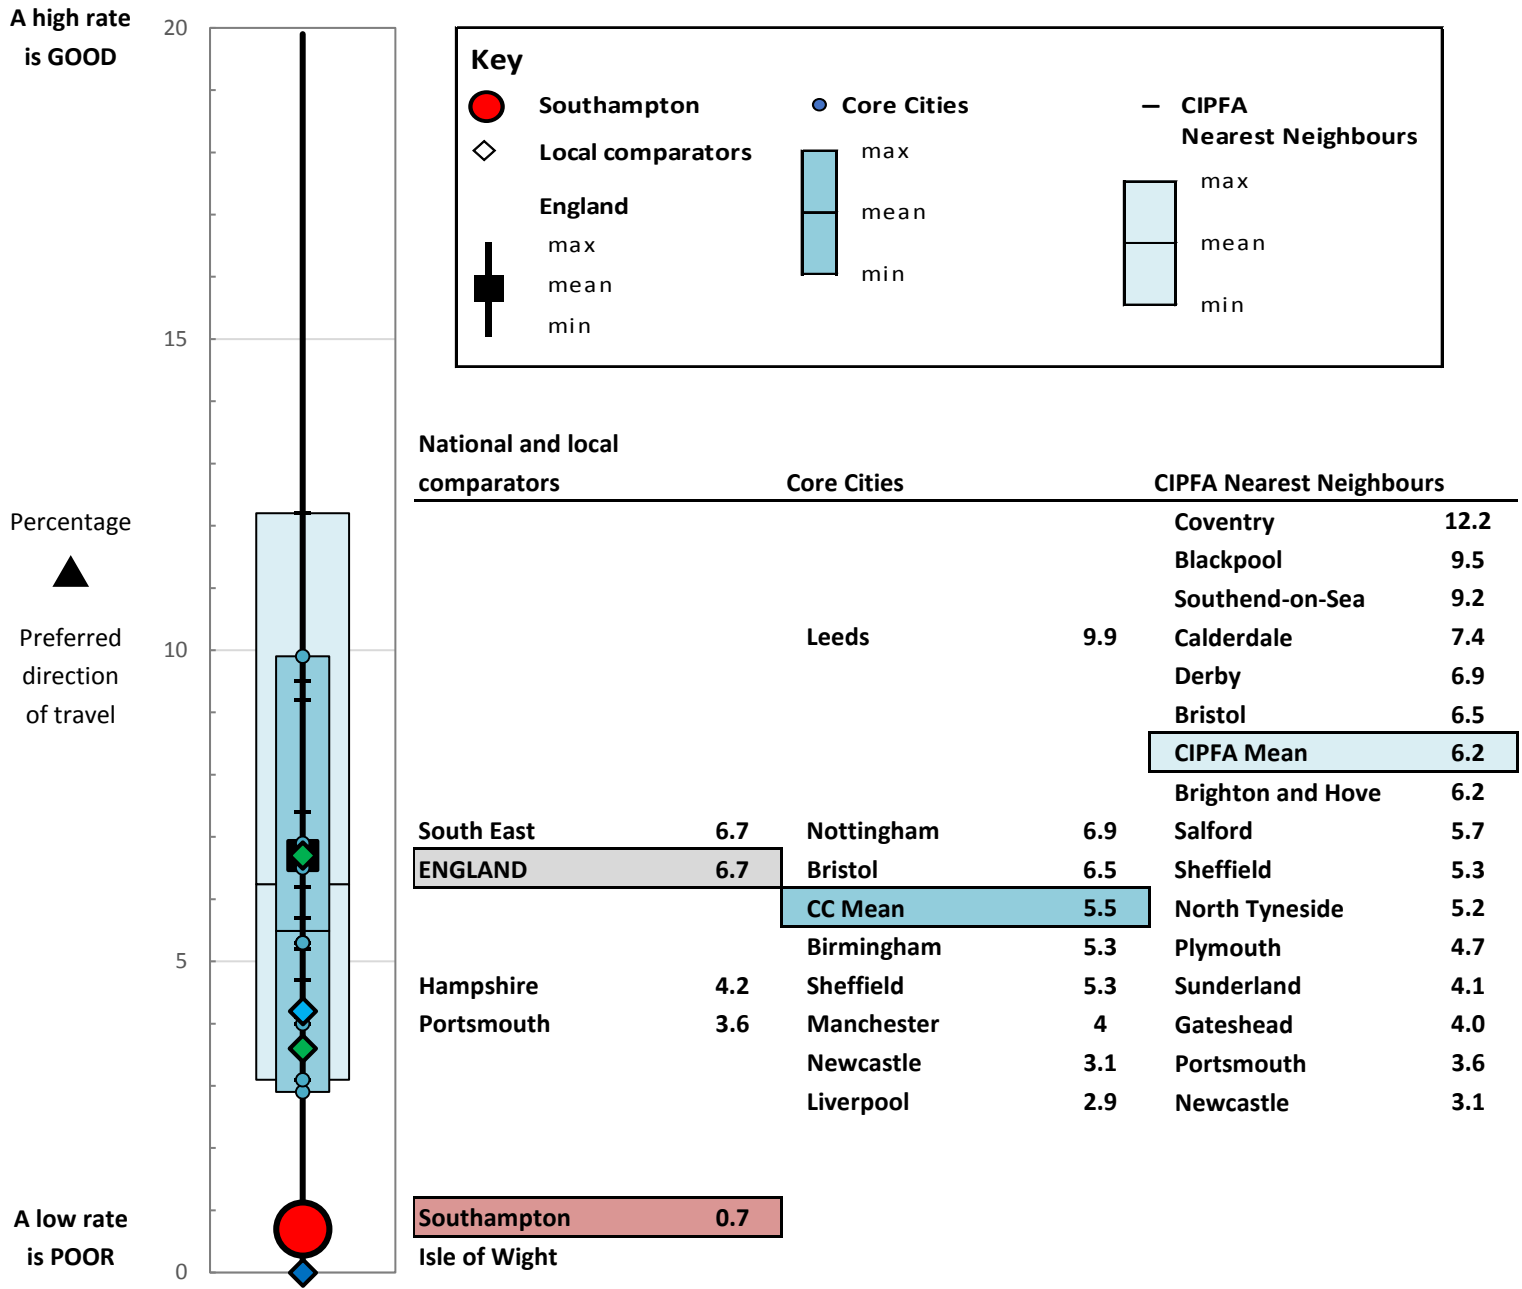 A high rate
is GOOD
20
15
10
5
0
Percentage
Preferred
direction
of travel
A low rate
is POOR
Key
Southampton
Local comparators
England
max
mean
min
Core Cities
max
mean
min
CIPFA
Nearest Neighbours
max
mean
min
National and local
comparators Core Cities CIPFA Nearest Neighbours
Coventry 12.2
Blackpool 9.5
Southend-on-Sea 9.2
Leeds 9.9 Calderdale 7.4
Derby 6.9
Bristol 6.5
CIPFA Mean 6.2
Brighton and Hove 6.2
South East 6.7 Nottingham 6.9 Salford 5.7
ENGLAND 6.7 Bristol 6.5 Sheffield 5.3
CC Mean 5.5 North Tyneside 5.2
Birmingham 5.3 Plymouth 4.7
Hampshire 4.2 Sheffield 5.3 Sunderland 4.1
Portsmouth 3.6 Manchester 4 Gateshead 4.0
Newcastle 3.1 Portsmouth 3.6
Liverpool 2.9 Newcastle 3.1
Southampton 0.7
Isle of Wight